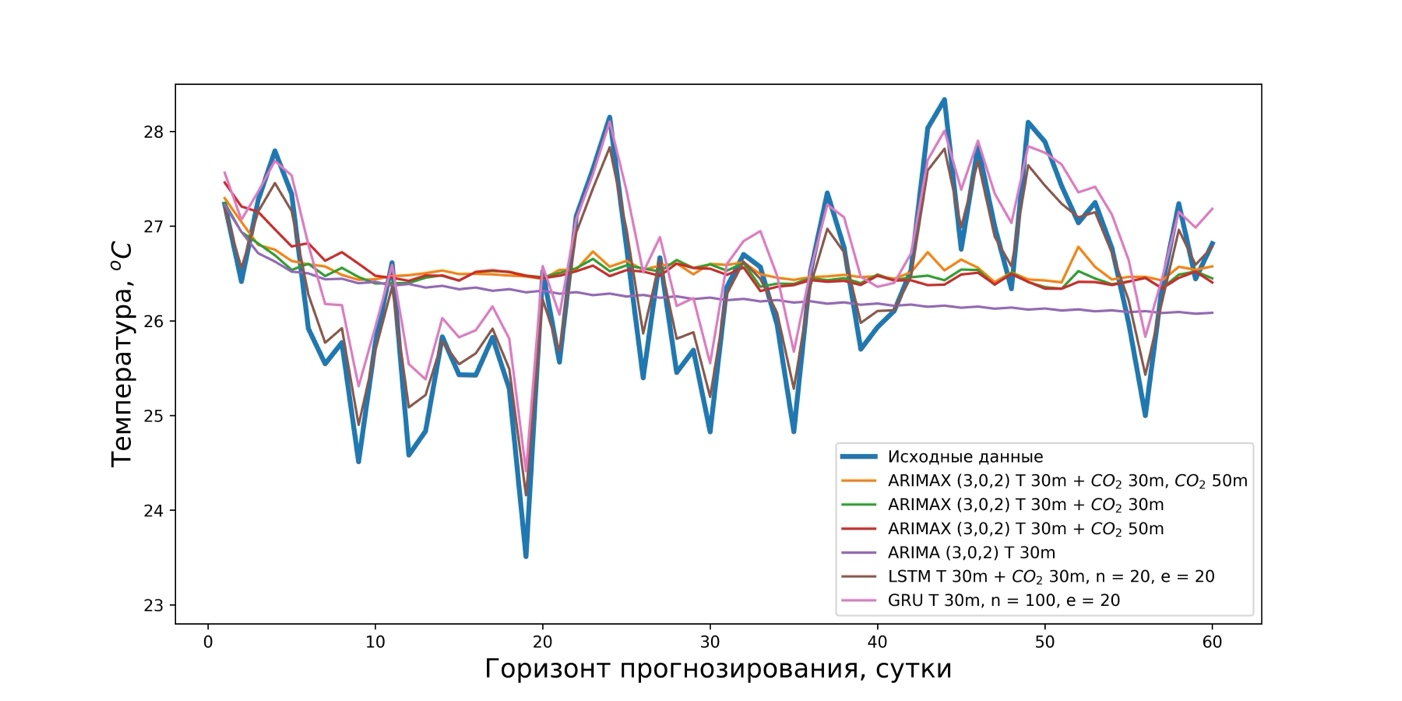 Температура, °C
28
27
26
25
24
23
0 10 20 30 40 50 60
Горизонт прогнозирования, сутки
Исходные данные
ARIMAX (3,0,2) T 30m + CO₂ 30m, CO₂ 50m
ARIMAX (3,0,2) T 30m + CO₂ 30m
ARIMAX (3,0,2) T 30m + CO₂ 50m
ARIMA (3,0,2) T 30m
LSTM T 30m + CO₂ 30m, n = 20, e = 20
GRU T 30m, n = 100, e = 20